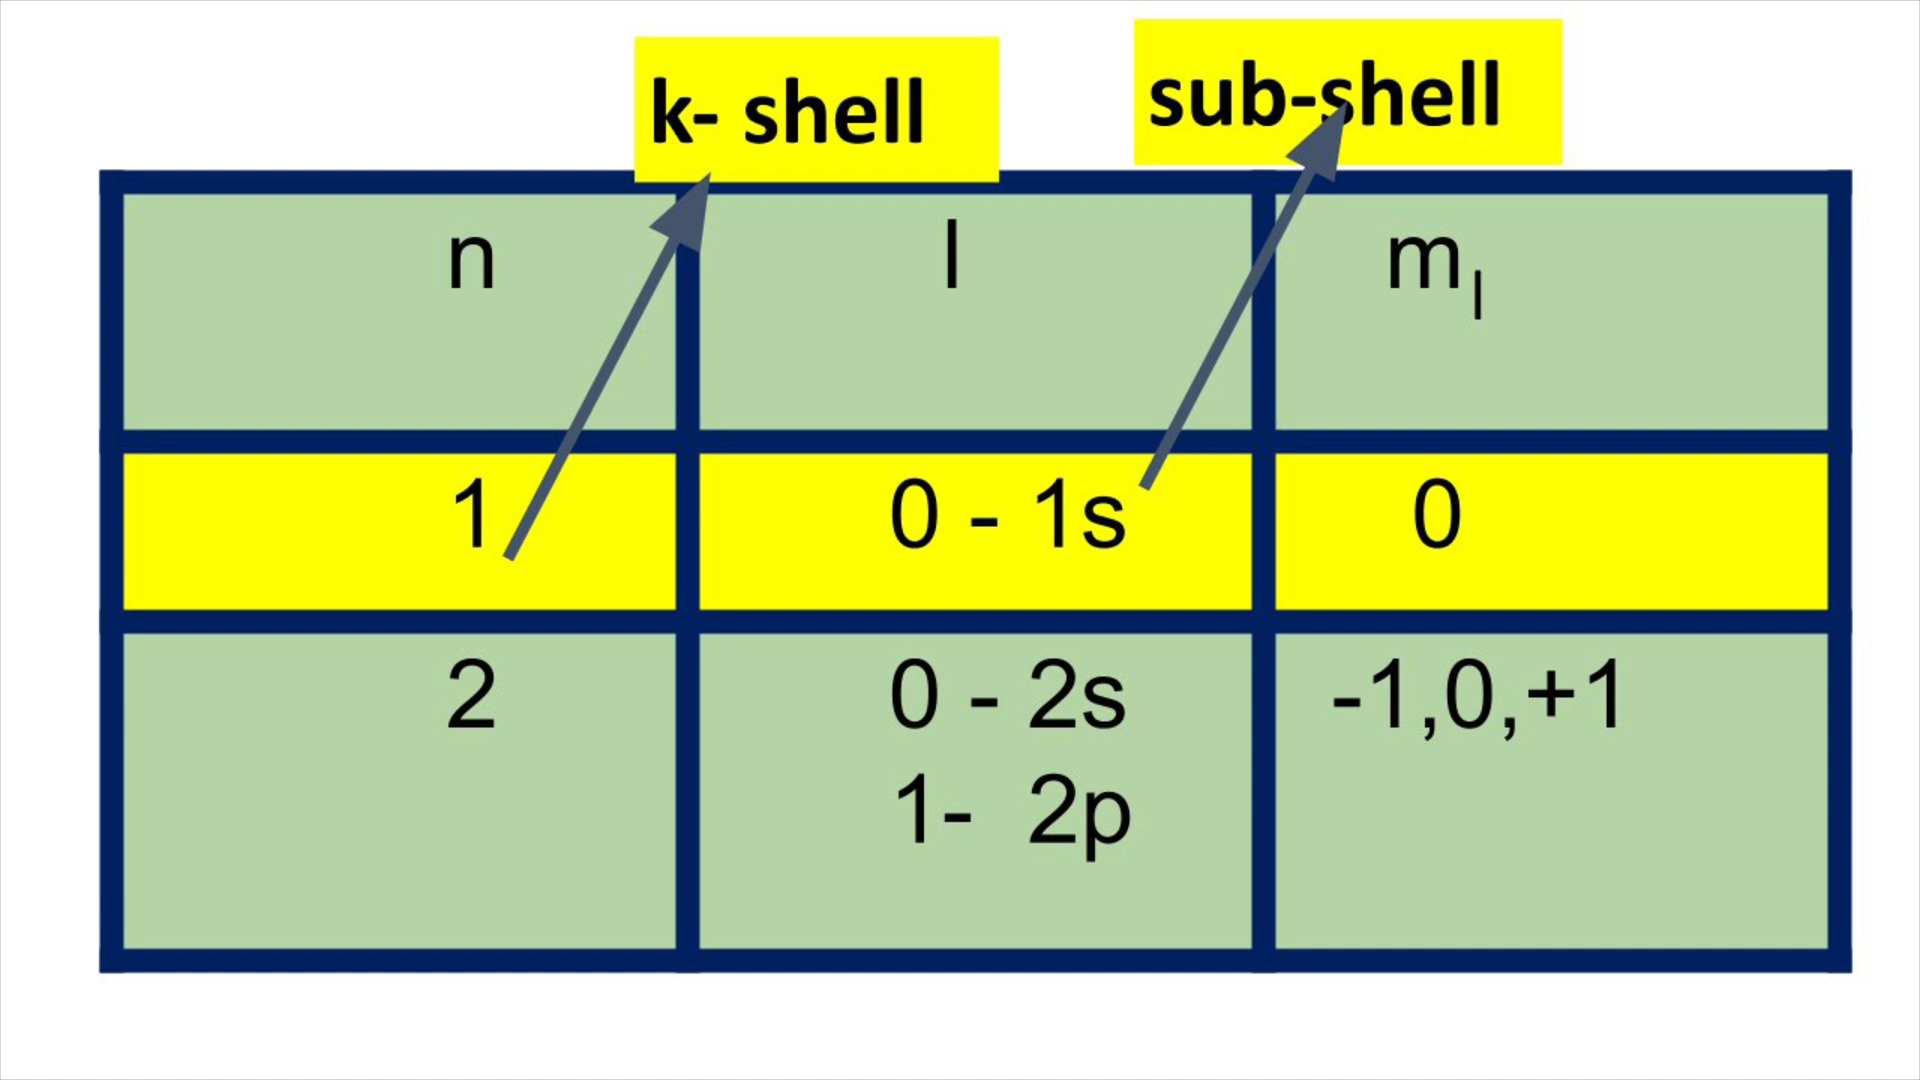 k- shell
sub-shell
n l m_l
1 0 - 1s 0
2 0 - 2s -1,0,+1
1- 2p